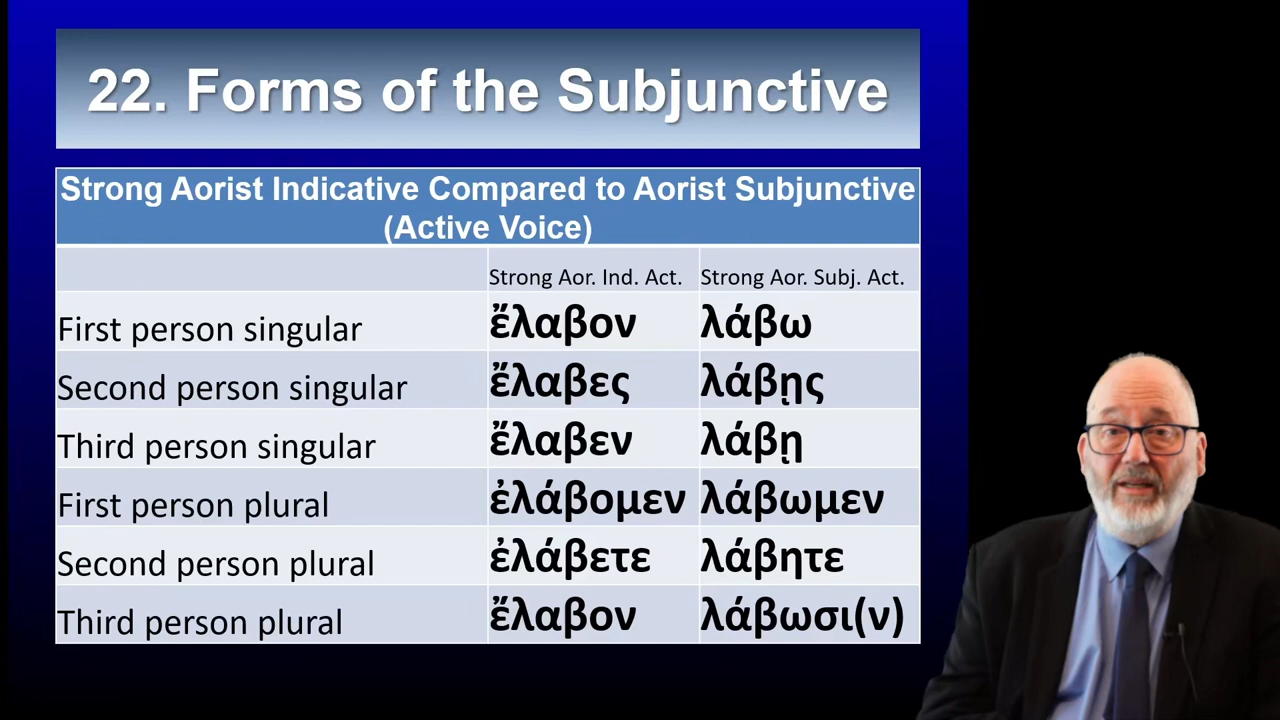 22. Forms of the Subjunctive
Strong Aorist Indicative Compared to Aorist Subjunctive
(Active Voice)
Strong Aor. Ind. Act. Strong Aor. Subj. Act.
First person singular ἔλαβον λάβω
Second person singular ἔλαβες λάβῃς
Third person singular ἔλαβεν λάβῃ
First person plural ἐλάβομεν λάβωμεν
Second person plural ἐλάβετε λάβητε
Third person plural ἔλαβον λάβωσι(ν)